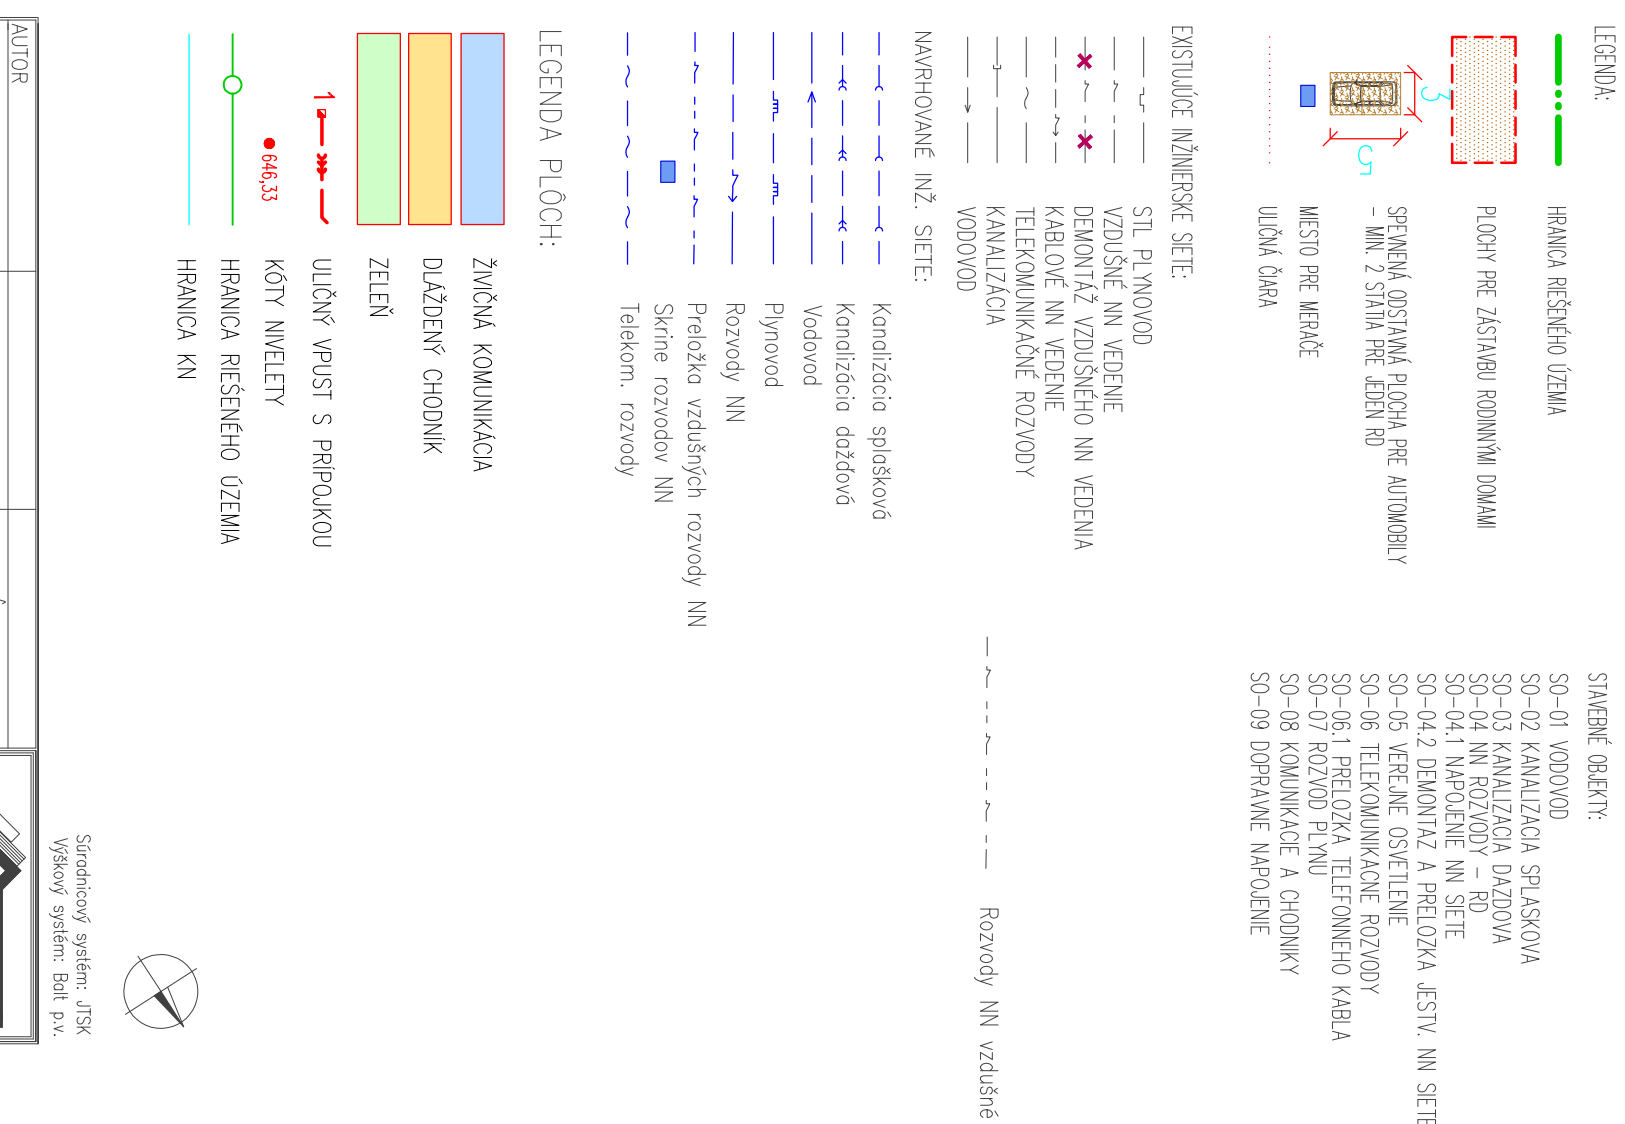 LEGENDA:
HRANICA RIEŠENÉHO ÚZEMIA
PLOCHY PRE ZÁSTAVBU RODINNÝMI DOMAMI
3
5
SPEVNENÁ ODSTAVNÁ PLOCHA PRE AUTOMOBILY
- MIN. 2 STÁTIA PRE JEDEN RD
MIESTO PRE MERAČE
ULIČNÁ ČIARA
EXISTUJÚCE INŽINIERSKE SIETE:
STL PLYNOVOD
VZDUŠNÉ NN VEDENIE
DEMONTÁŽ VZDUŠNÉHO NN VEDENIA
KABLOVÉ NN VEDENIE
TELEKOMUNIKAČNÉ ROZVODY
KANALIZÁCIA
VODOVOD
NAVRHOVANÉ INŽ. SIETE:
Kanalizácia splašková
Kanalizácia dažďová
Vodovod
Plynovod
Rozvody NN
Preložka vzdušných rozvody NN
Skrine rozvodov NN
Telekom. rozvody
LEGENDA PLÔCH:
ŽIVIČNÁ KOMUNIKÁCIA
DLÁŽDENÝ CHODNÍK
ZELEŇ
1
ULIČNÝ VPUST S PRÍPOJKOU
646,33
KÓTY NIVELETY
HRANICA RIEŠENÉHO ÚZEMIA
HRANICA KN
STAVEBNÉ OBJEKTY:
SO-01 VODOVOD
SO-02 KANALIZACIA SPLASKOVA
SO-03 KANALIZACIA DAZDOVA
SO-04 NN ROZVODY - RD
SO-04.1 NAPOJENIE NN SIETE
SO-04.2 DEMONTAZ A PRELOZKA JESTV. NN SIETE
SO-05 VEREJNE OSVETLENIE
SO-06 TELEKOMUNIKACNE ROZVODY
SO-06.1 PRELOZKA TELEFONNEHO KABLA
SO-07 ROZVOD PLYNU
SO-08 KOMUNIKACIE A CHODNIKY
SO-09 DOPRAVNE NAPOJENIE
Rozvody NN vzdušné
Súradnicový systém: JTSK
Výškový systém: Balt p.v.
AUTOR